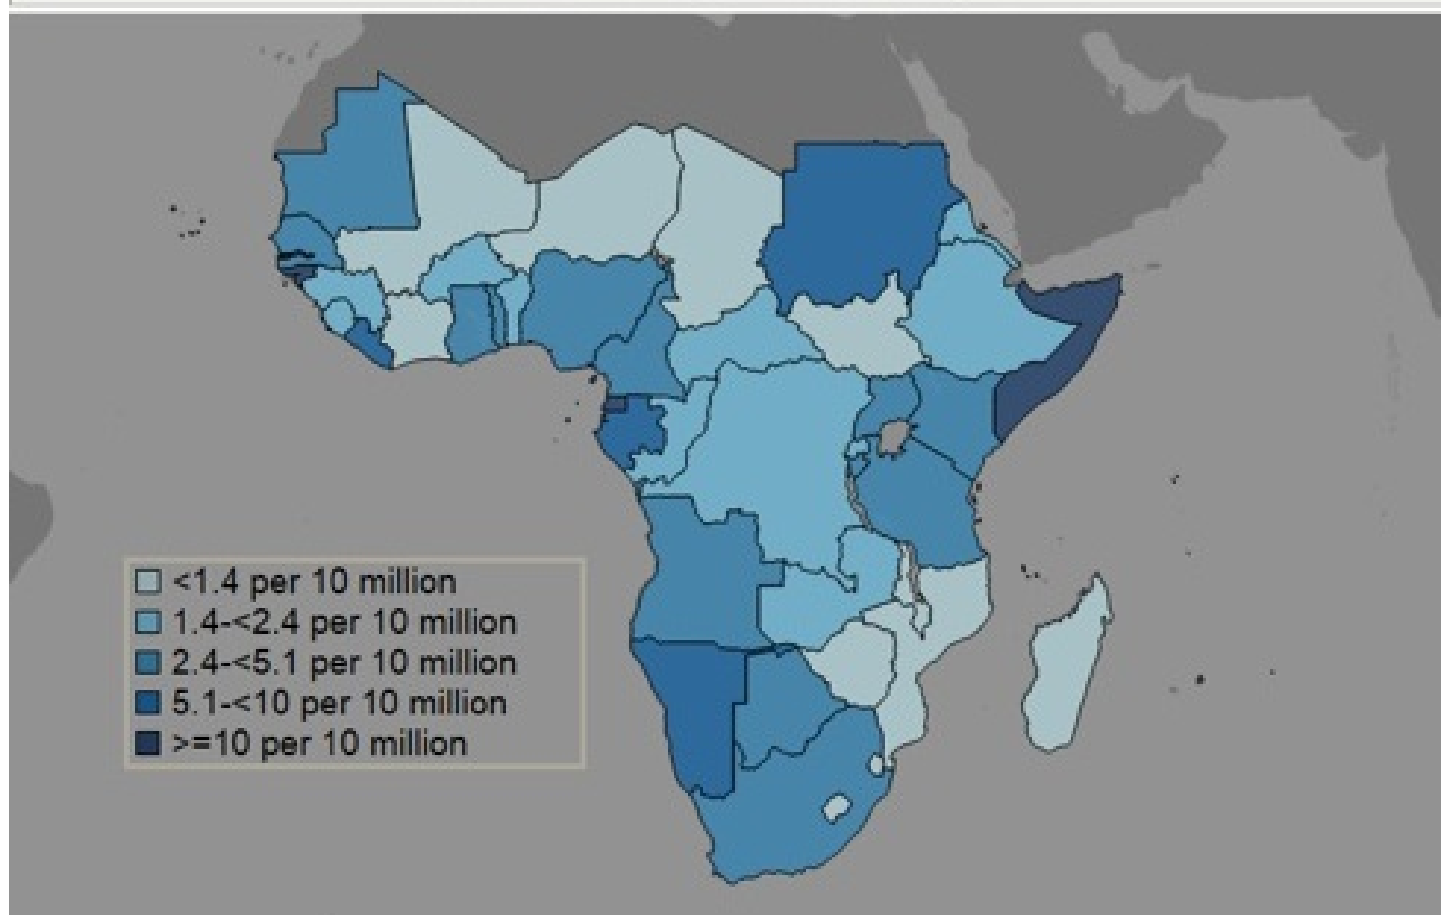 <1.4 per 10 million
1.4-<2.4 per 10 million
2.4-<5.1 per 10 million
5.1-<10 per 10 million
>=10 per 10 million